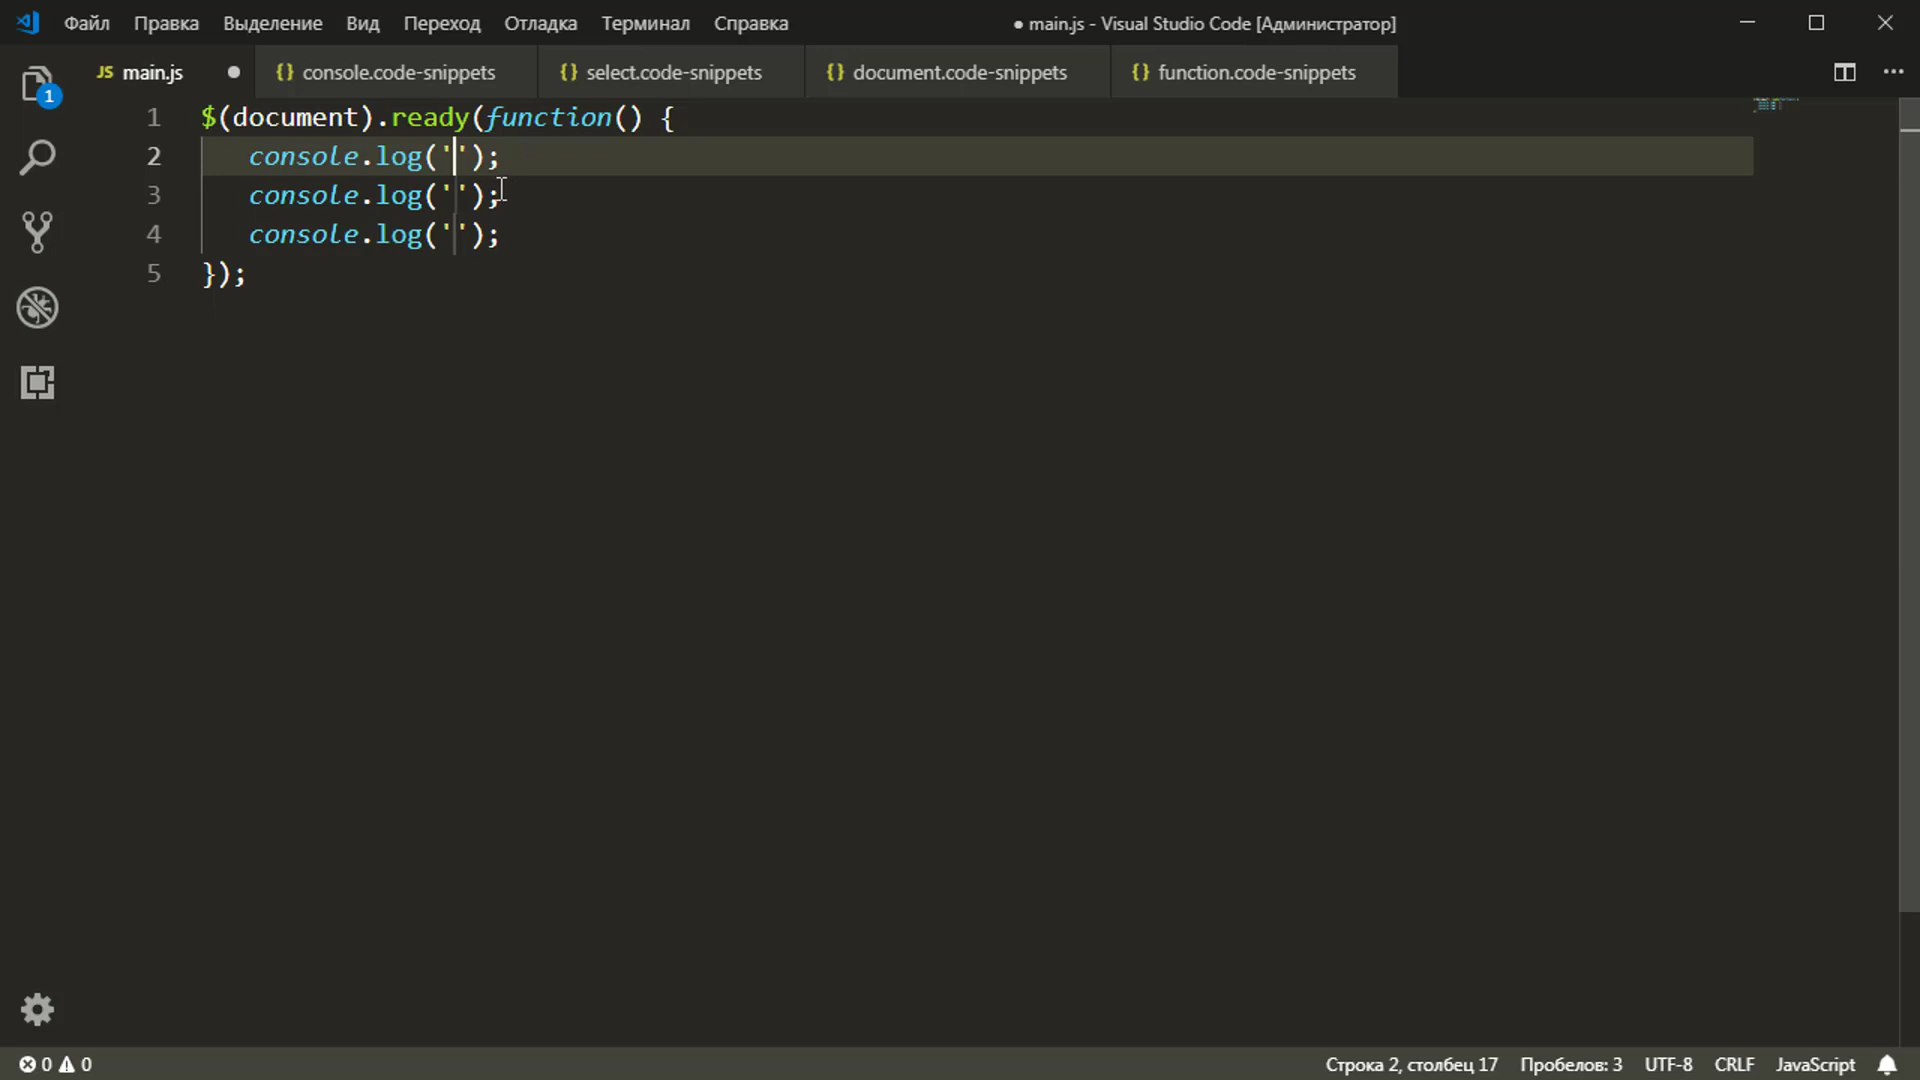 Файл Правка Выделение Вид Переход Отладка Терминал Справка ● main.js - Visual Studio Code [Администратор]
JS main.js ● {} console.code-snippets {} select.code-snippets {} document.code-snippets {} function.code-snippets
1 $(document).ready(function() {
2 console.log('');
3 console.log('');
4 console.log('');
5 });
1
0 0 Строка 2, столбец 17 Пробелов: 3 UTF-8 CRLF JavaScript